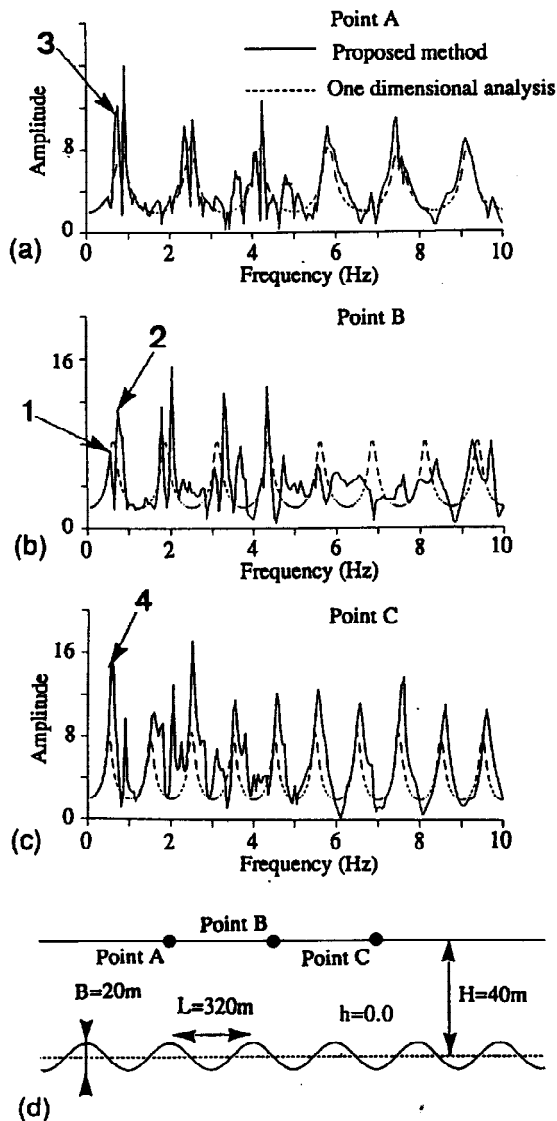 Point A
3
Proposed method
One dimensional analysis
Amplitude
8
0
0 2 4 6 8 10
(a)
Frequency (Hz)
Point B
2
16
1
8
Amplitude
0
0 2 4 6 8 10
(b)
Frequency (Hz)
4
Point C
16
8
Amplitude
0
0 2 4 6 8 10
(c)
Frequency (Hz)
Point B
Point A
Point C
B=20m
L=320m
h=0.0
H=40m
(d)